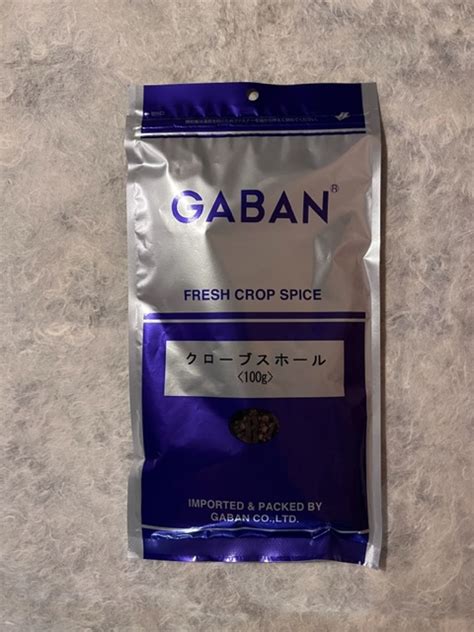 GABAN®
FRESH CROP SPICE
クローブスホール
<100g>
IMPORTED & PACKED BY
GABAN CO.,LTD.